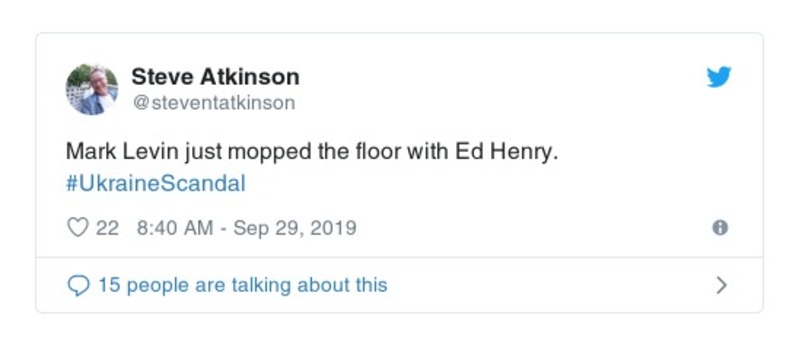 Steve Atkinson
@steventatkinson
Mark Levin just mopped the floor with Ed Henry.
#UkraineScandal
22 8:40 AM - Sep 29, 2019
15 people are talking about this